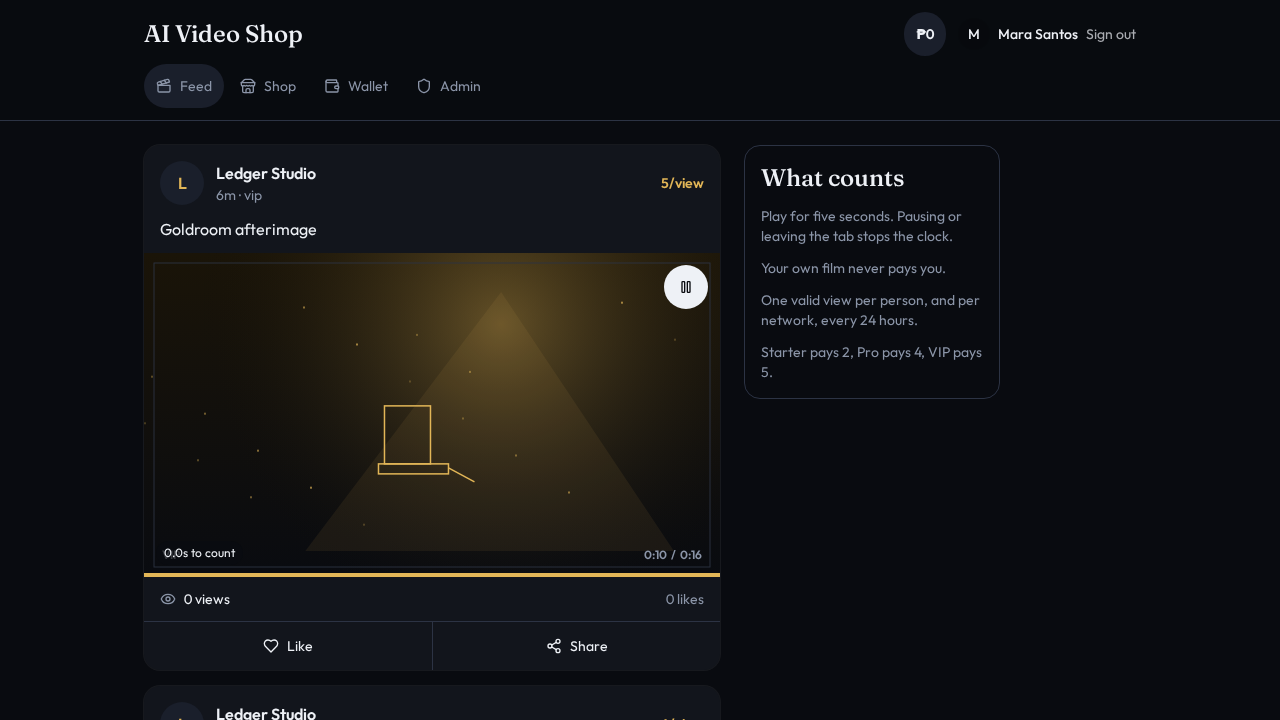 AI Video Shop
₱0
M
Mara Santos
Sign out
Feed
Shop
Wallet
Admin
L
Ledger Studio
6m · vip
5/view
Goldroom afterimage
0.0s to count
0:10 / 0:16
0 views
0 likes
Like
Share
Ledger Studio
What counts
Play for five seconds. Pausing or
leaving the tab stops the clock.
Your own film never pays you.
One valid view per person, and per
network, every 24 hours.
Starter pays 2, Pro pays 4, VIP pays
5.